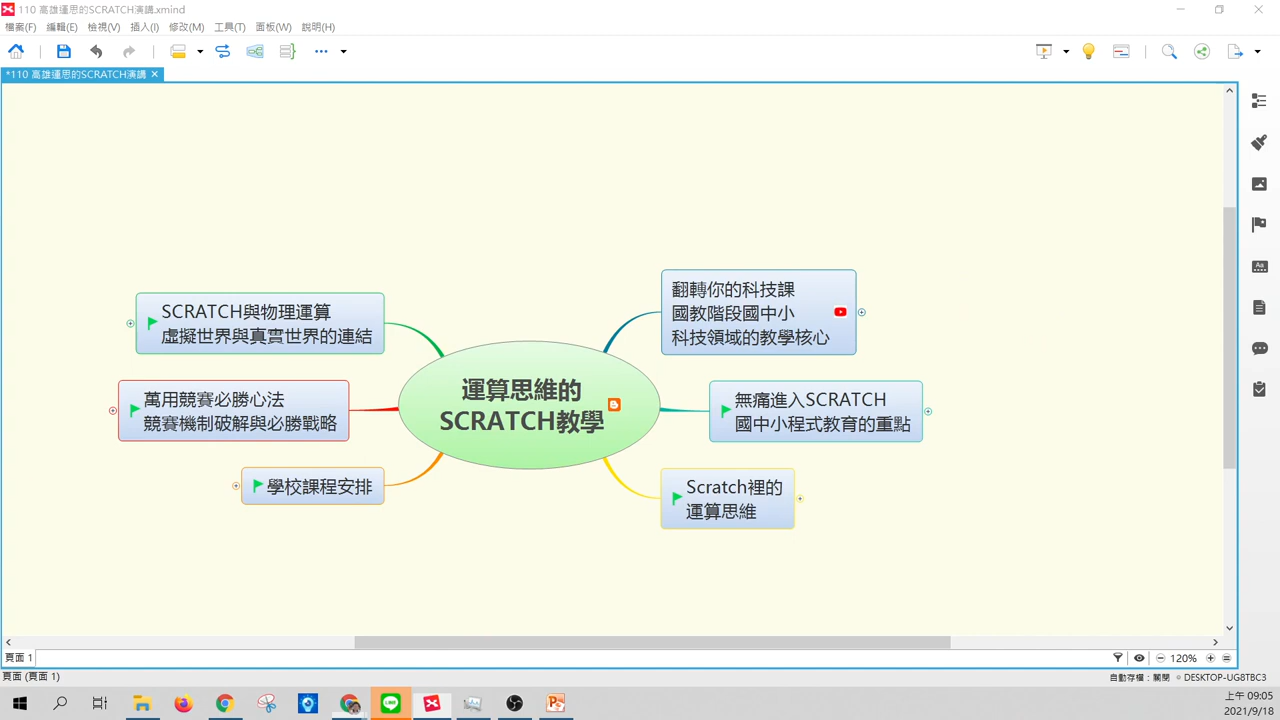 110 高雄運思的SCRATCH演講.xmind
檔案(F) 編輯(E) 檢視(V) 插入(I) 修改(M) 工具(T) 面板(W) 說明(H)
*110 高雄運思的SCRATCH演講
SCRATCH與物理運算
虛擬世界與真實世界的連結
萬用競賽必勝心法
競賽機制破解與必勝戰略
學校課程安排
運算思維的
SCRATCH教學
翻轉你的科技課
國教階段國中小
科技領域的教學核心
無痛進入SCRATCH
國中小程式教育的重點
Scratch裡的
運算思維
頁面 1
120%
頁面 (頁面 1)
自動存檔：關閉 DESKTOP-UG8TBC3
上午 09:05
2021/9/18